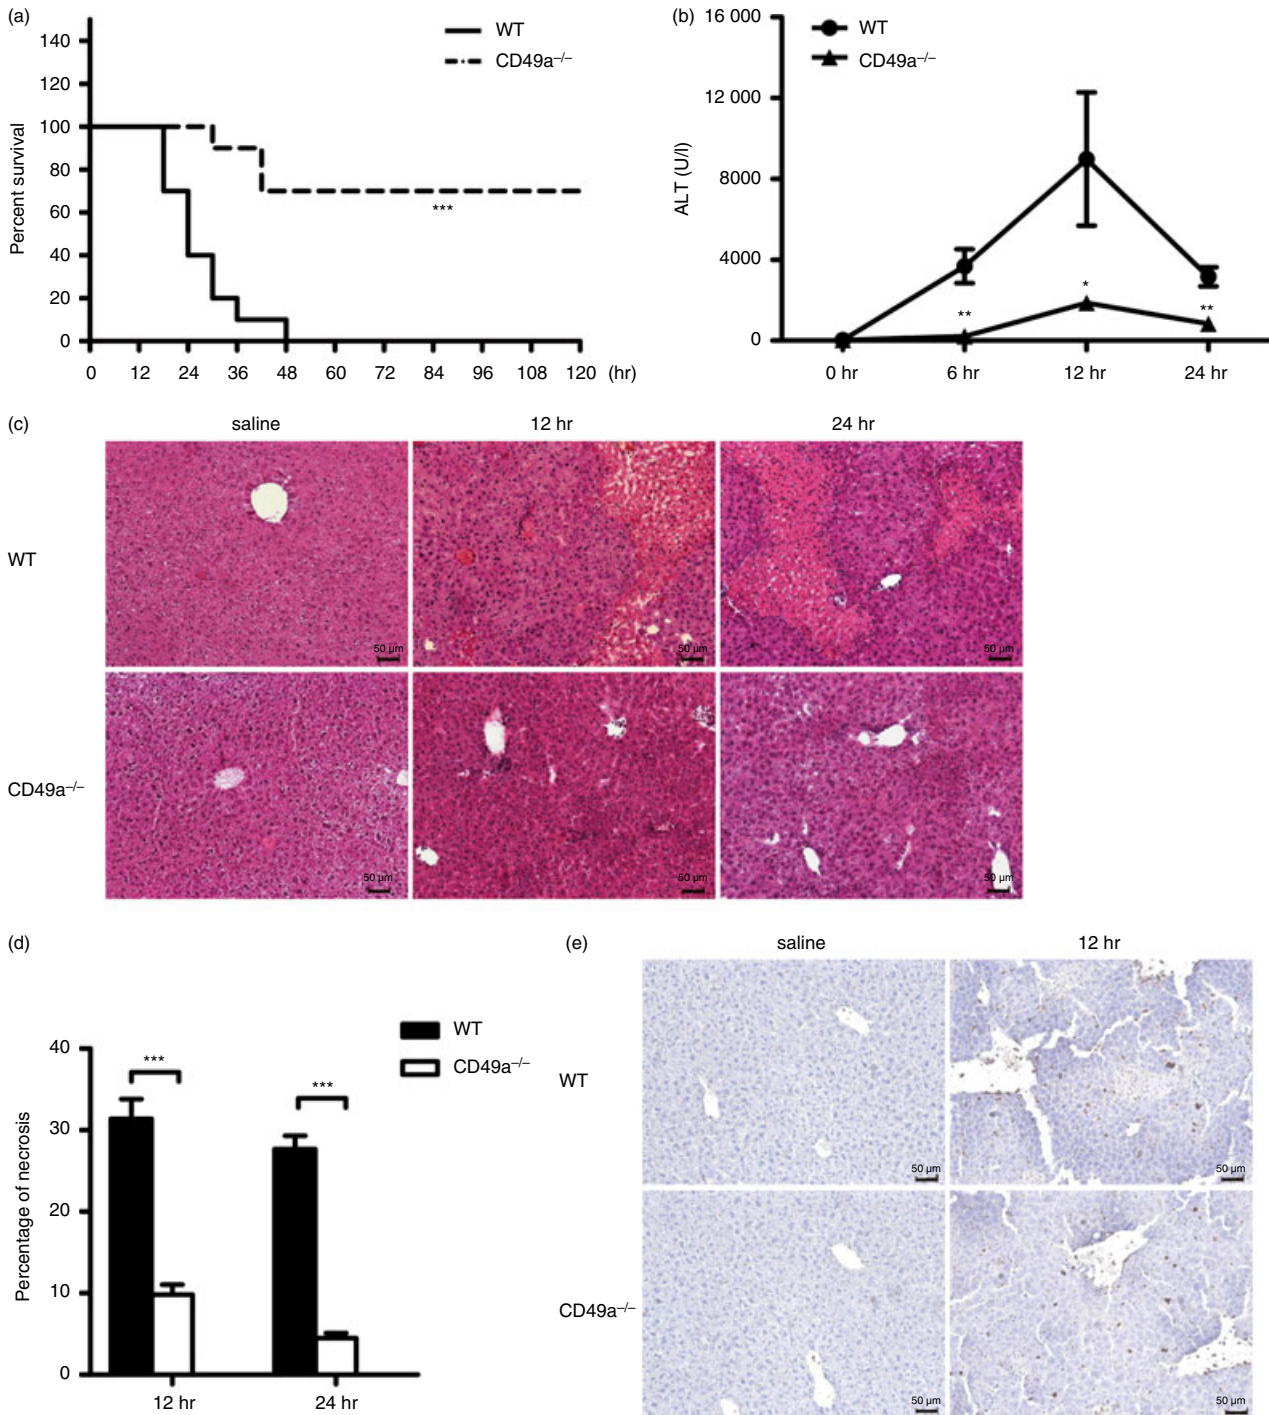 (a)
WT
CD49a–/–
140
120
100
80
60
40
20
0
Percent survival
***
0 12 24 36 48 60 72 84 96 108 120 (hr)
(b)
WT
CD49a–/–
16 000
12 000
8000
4000
0
ALT (U/l)
** * **
0 hr 6 hr 12 hr 24 hr
(c)
saline 12 hr 24 hr
WT
50 µm 50 µm 50 µm
CD49a–/–
50 µm 50 µm 50 µm
(d)
WT
CD49a–/–
40
30
20
10
0
Percentage of necrosis
*** ***
12 hr 24 hr
(e)
saline 12 hr
WT
50 µm 50 µm
CD49a–/–
50 µm 50 µm